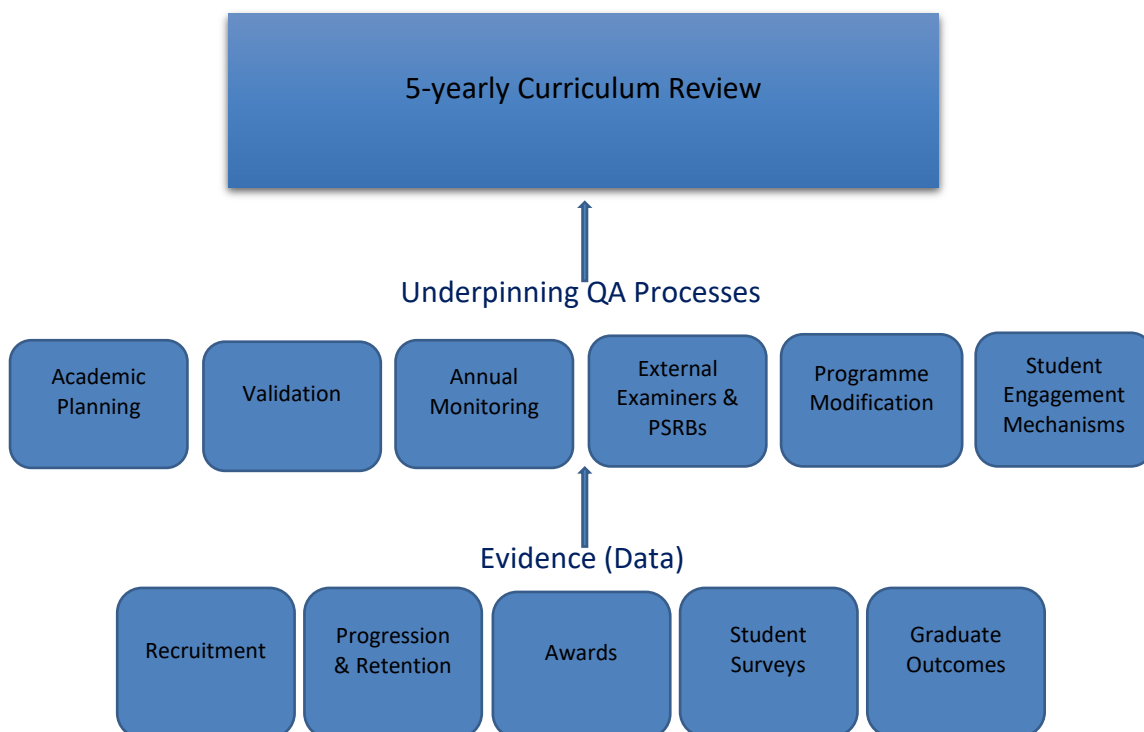 5-yearly Curriculum Review
Underpinning QA Processes
Academic
Planning
Validation
Annual
Monitoring
External
Examiners &
PSRBs
Programme
Modification
Student
Engagement
Mechanisms
Evidence (Data)
Recruitment
Progression
& Retention
Awards
Student
Surveys
Graduate
Outcomes